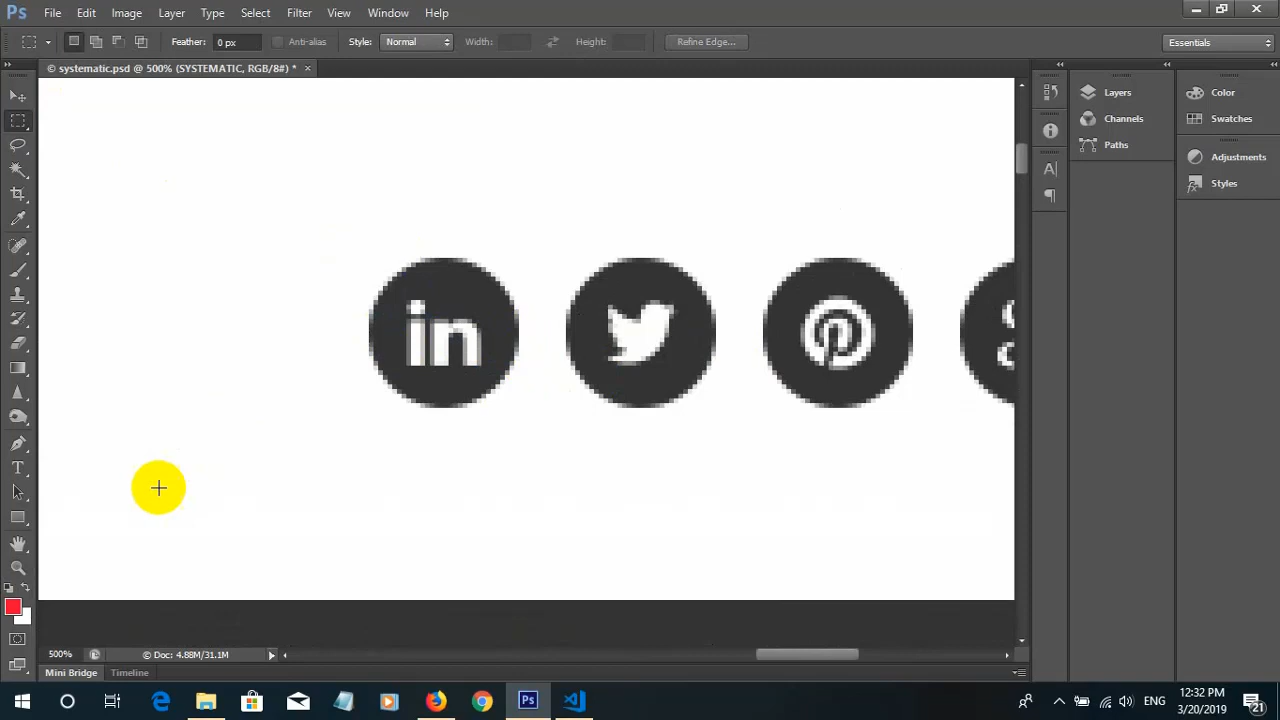 Ps File Edit Image Layer Type Select Filter View Window Help
Feather: 0 px Anti-alias Style: Normal Width: Height: Refine Edge... Essentials
© systematic.psd @ 500% (SYSTEMATIC, RGB/8#) * ×
Layers
Channels
Paths
Color
Swatches
Adjustments
Styles
in
T
500% © Doc: 4.88M/31.1M
Mini Bridge Timeline
Ps ENG 12:32 PM
3/20/2019 21